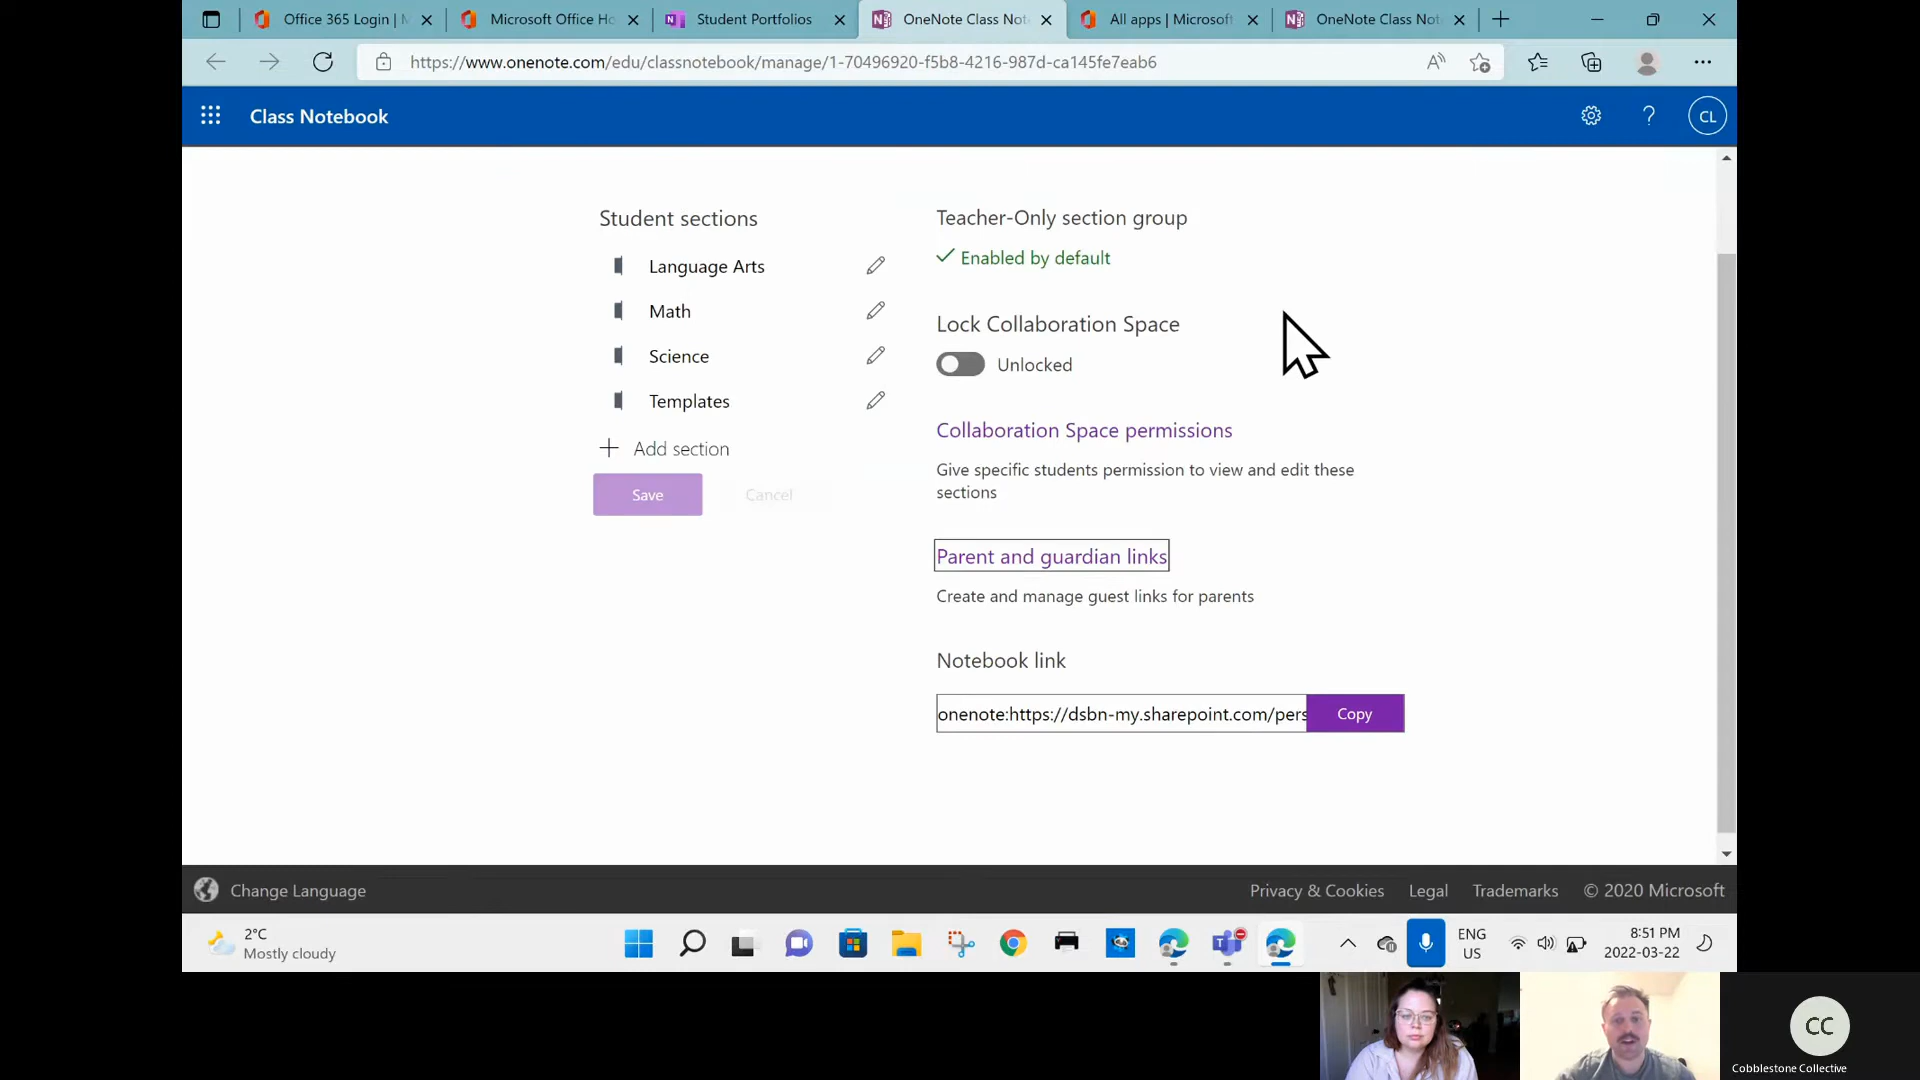 Office 365 Login | M
Microsoft Office Ho
Student Portfolios
OneNote Class Not
All apps | Microsoft
OneNote Class Not
https://www.onenote.com/edu/classnotebook/manage/1-70496920-f5b8-4216-987d-ca145fe7eab6
Class Notebook
CL
Student sections
Language Arts
Math
Science
Templates
Add section
Save
Cancel
Teacher-Only section group
Enabled by default
Lock Collaboration Space
Unlocked
Collaboration Space permissions
Give specific students permission to view and edit these
sections
Parent and guardian links
Create and manage guest links for parents
Notebook link
onenote:https://dsbn-my.sharepoint.com/pers
Copy
Change Language
Privacy & Cookies
Legal
Trademarks
© 2020 Microsoft
2°C
Mostly cloudy
ENG
US
8:51 PM
2022-03-22
CC
Cobblestone Collective